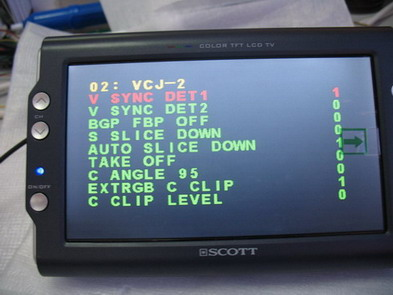 COLOR TFT LCD TV
02: VCJ-2
V SYNC DET1 1
V SYNC DET2 0
BGP FBP OFF 0
S SLICE DOWN 0
AUTO SLICE DOWN 1
TAKE OFF 0
C ANGLE 95 0
EXTRGB C CLIP 1
C CLIP LEVEL 0
CH
ON/OFF
SCOTT